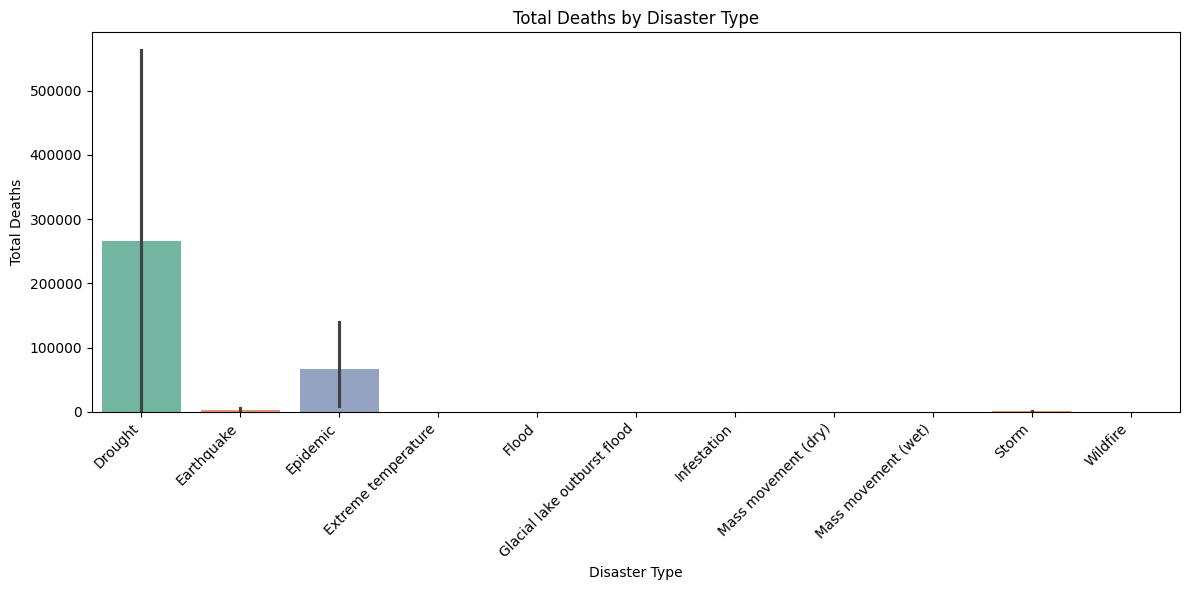 Total Deaths by Disaster Type
Total Deaths
500000
400000
300000
200000
100000
0
Drought
Earthquake
Epidemic
Extreme temperature
Flood
Glacial lake outburst flood
Infestation
Mass movement (dry)
Mass movement (wet)
Storm
Wildfire
Disaster Type